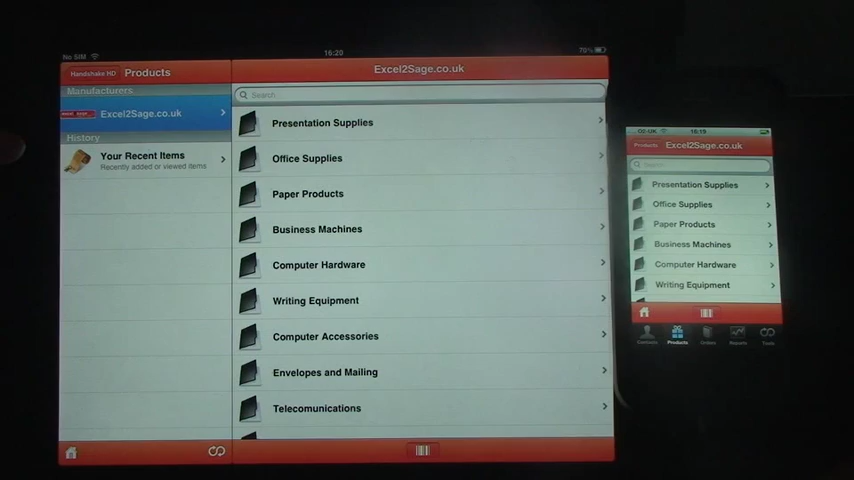 No SIM
16:20
70%
Handshake HD
Products
Excel2Sage.co.uk
Manufacturers
Search
Excel2Sage.co.uk
History
Your Recent Items
Recently added or viewed items
Presentation Supplies
Office Supplies
Paper Products
Business Machines
Computer Hardware
Writing Equipment
Computer Accessories
Envelopes and Mailing
Telecomunications
16:19
Products
Excel2Sage.co.uk
Search
Presentation Supplies
Office Supplies
Paper Products
Business Machines
Computer Hardware
Writing Equipment
Contacts
Products
Orders
Reports
Tools